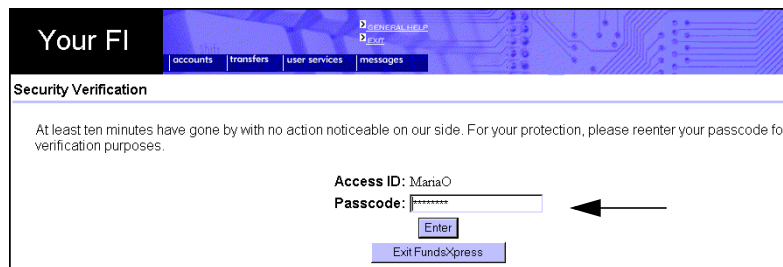 Your FI
GENERAL HELP
EXIT
accounts transfers user services messages
Security Verification
At least ten minutes have gone by with no action noticeable on our side. For your protection, please reenter your passcode fo
verification purposes.
Access ID: MariaO
Passcode: ********
Enter
Exit FundsXpress